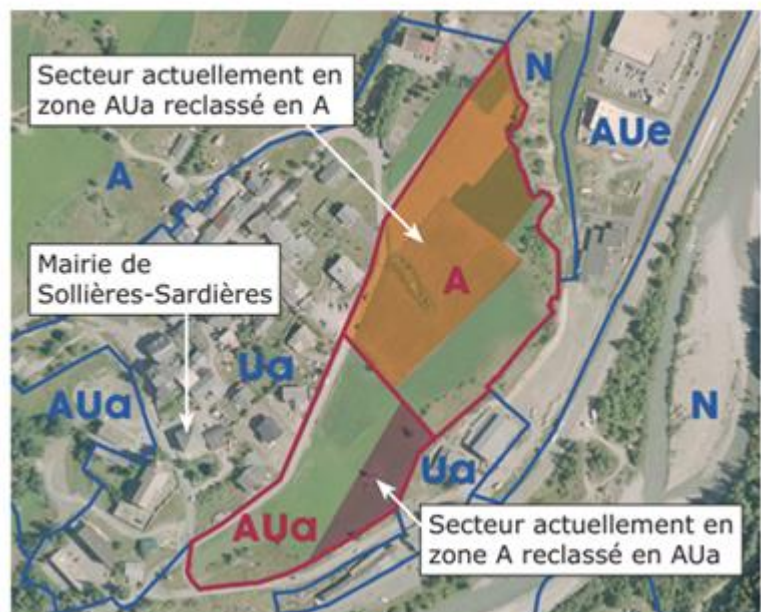 Secteur actuellement en
zone AUa reclassé en A
N
AUe
A
A
Mairie de
Sollières-Sardières
Ua
AUa
N
Ua
AUa
Secteur actuellement en
zone A reclassé en AUa